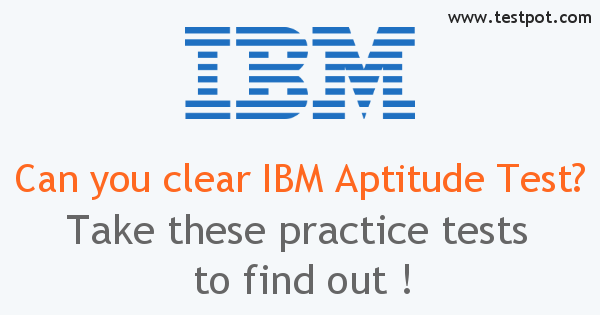 www.testpot.com
IBM
Can you clear IBM Aptitude Test?
Take these practice tests
to find out !